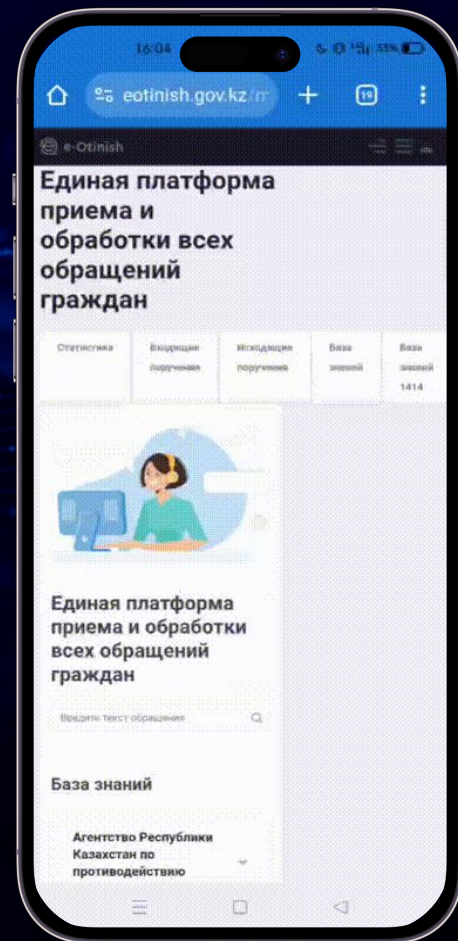 16:04
53%
eotinish.gov.kz/m
19
e-Otinish
Единая платформа
приема и
обработки всех
обращений
граждан
Статистика
Входящие
поручения
Исходящие
поручения
База
знаний
База
знаний
1414
Единая платформа
приема и обработки
всех обращений
граждан
Введите текст обращения
База знаний
Агентство Республики
Казахстан по
противодействию